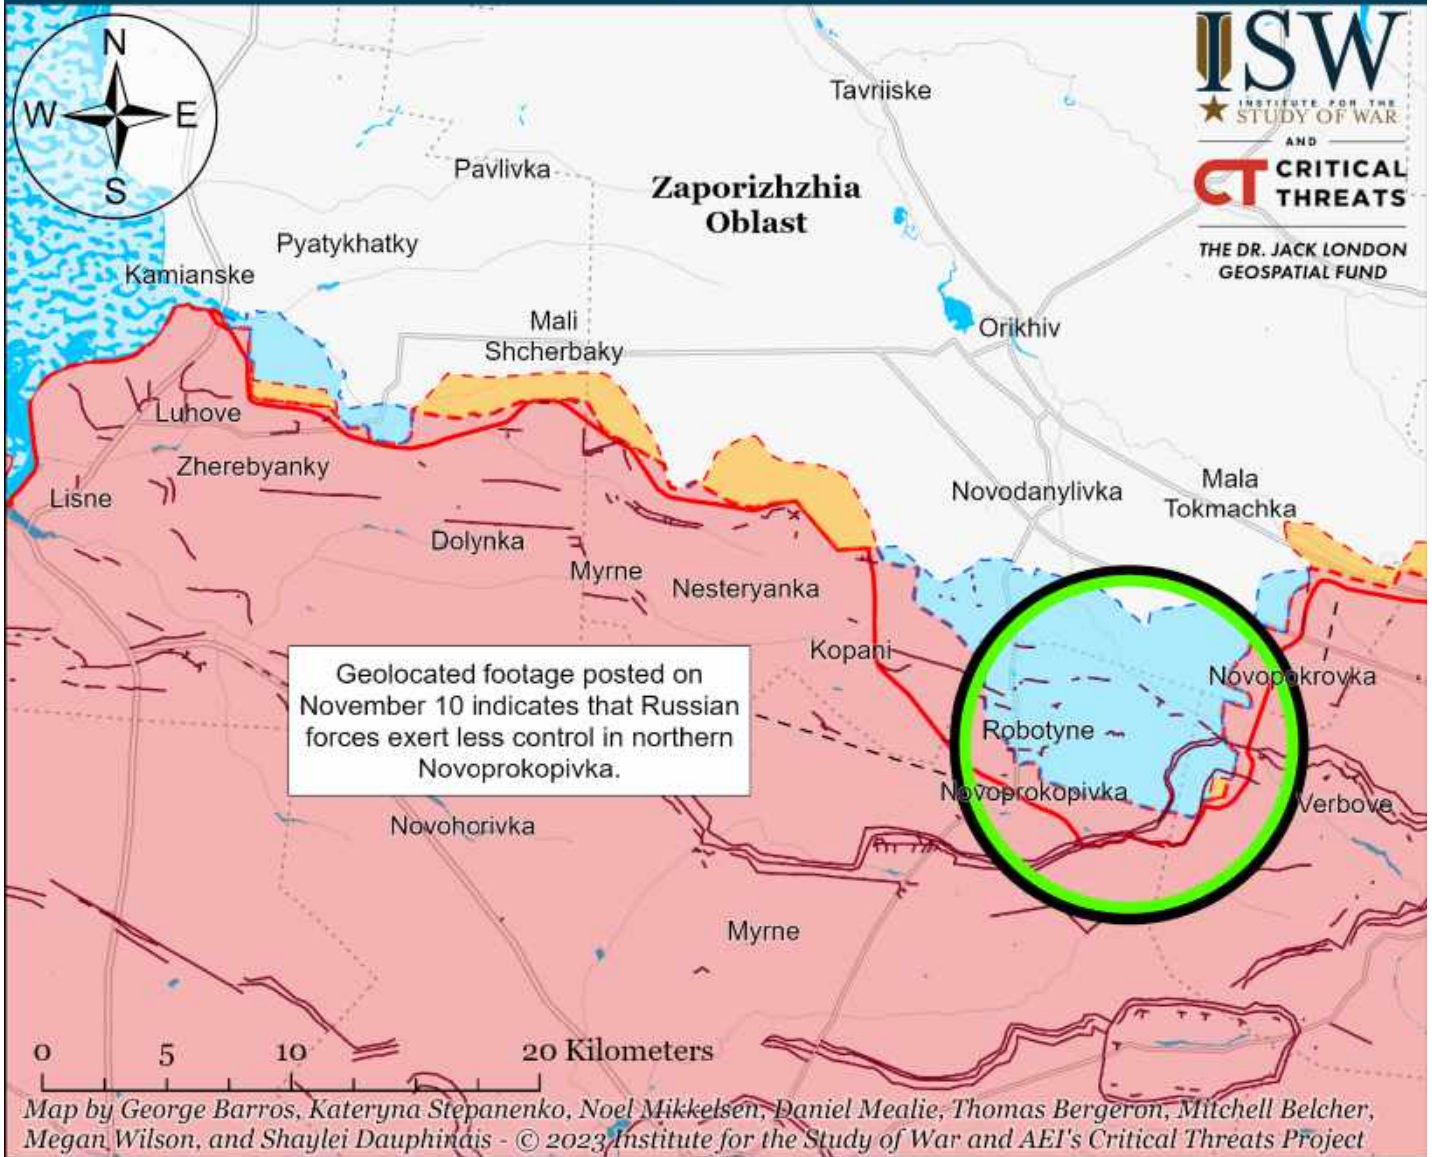 N
W
E
S
ISW
INSTITUTE FOR THE
STUDY OF WAR
AND
CT CRITICAL
THREATS
THE DR. JACK LONDON
GEOSPATIAL FUND
Tavriiske
Pavlivka
Zaporizhzhia
Oblast
Pyatykhatky
Kamianske
Mali
Shcherbaky
Orikhiv
Luhove
Zherebyanky
Lisne
Novodanylivka
Mala
Tokmachka
Dolynka
Myrne
Nesteryanka
Kopani
Novopokrovka
Geolocated footage posted on
November 10 indicates that Russian
forces exert less control in northern
Novoprokopivka.
Robotyne
Novoprokopivka
Verbove
Novohorivka
Myrne
0 5 10 20 Kilometers
Map by George Barros, Kateryna Stepanenko, Noel Mikkelsen, Daniel Mealie, Thomas Bergeron, Mitchell Belcher,
Megan Wilson, and Shaylei Dauphinais - © 2023 Institute for the Study of War and AEI's Critical Threats Project